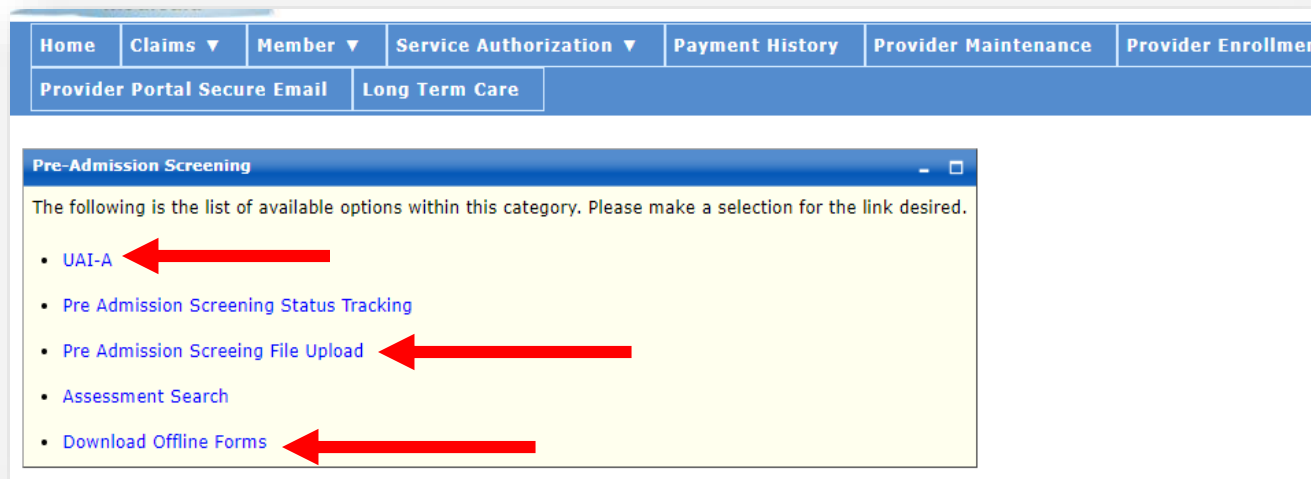 Home Claims ▼ Member ▼ Service Authorization ▼ Payment History Provider Maintenance Provider
Provider Portal Secure Email Long Term Care
Pre-Admission Screening
The following is the list of available options within this category. Please make a selection for the link desired.
• UAI-A
• Pre Admission Screening Status Tracking
• Pre Admission Screeing File Upload
• Assessment Search
• Download Offline Forms